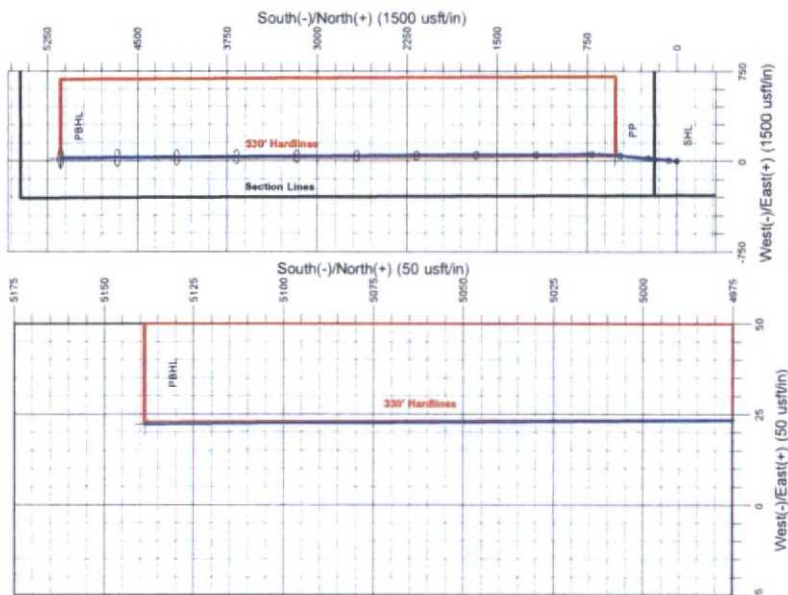 South(-)/North(+) (1500 usft/in)
5250
4500
3750
3000
2250
1500
750
0
750
0
-750
West(-)/East(+) (1500 usft/in)
PBHL
330' Hardlines
PP
SHL
Section Lines
South(-)/North(+) (50 usft/in)
5175
5150
5125
5100
5075
5050
5025
5000
4975
50
25
0
5
West(-)/East(+) (50 usft/in)
PBHL
330' Hardlines